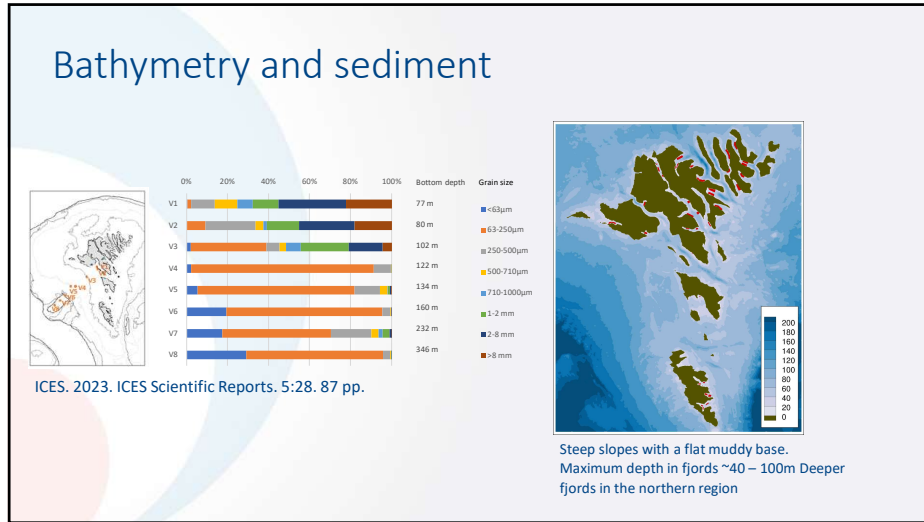 Bathymetry and sediment
0% 20% 40% 60% 80% 100%
Bottom depth
Grain size
V1 77 m
V2 80 m
V3 102 m
V4 122 m
V5 134 m
V6 160 m
V7 232 m
V8 346 m
<63µm
63-250µm
250-500µm
500-710µm
710-1000µm
1-2 mm
2-8 mm
>8 mm
V3
V4
ICES. 2023. ICES Scientific Reports. 5:28. 87 pp.
200
180
160
140
120
100
80
60
40
20
0
Steep slopes with a flat muddy base.
Maximum depth in fjords ~40 – 100m Deeper
fjords in the northern region